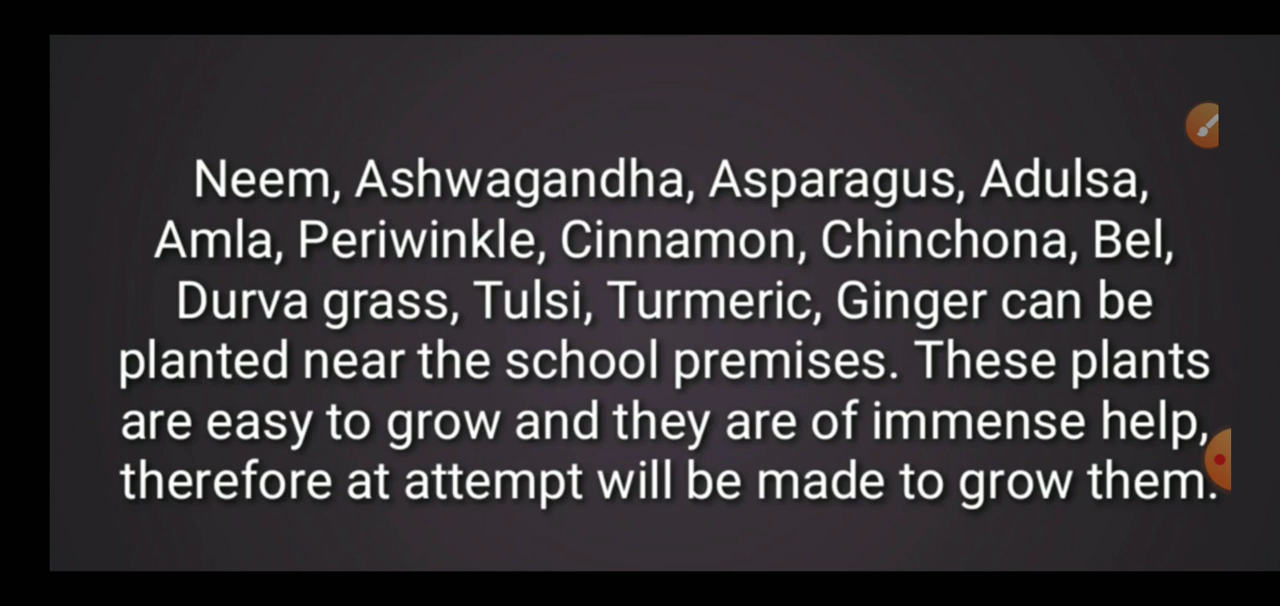 Neem, Ashwagandha, Asparagus, Adulsa,
Amla, Periwinkle, Cinnamon, Chinchona, Bel,
Durva grass, Tulsi, Turmeric, Ginger can be
planted near the school premises. These plants
are easy to grow and they are of immense help,
therefore at attempt will be made to grow them.